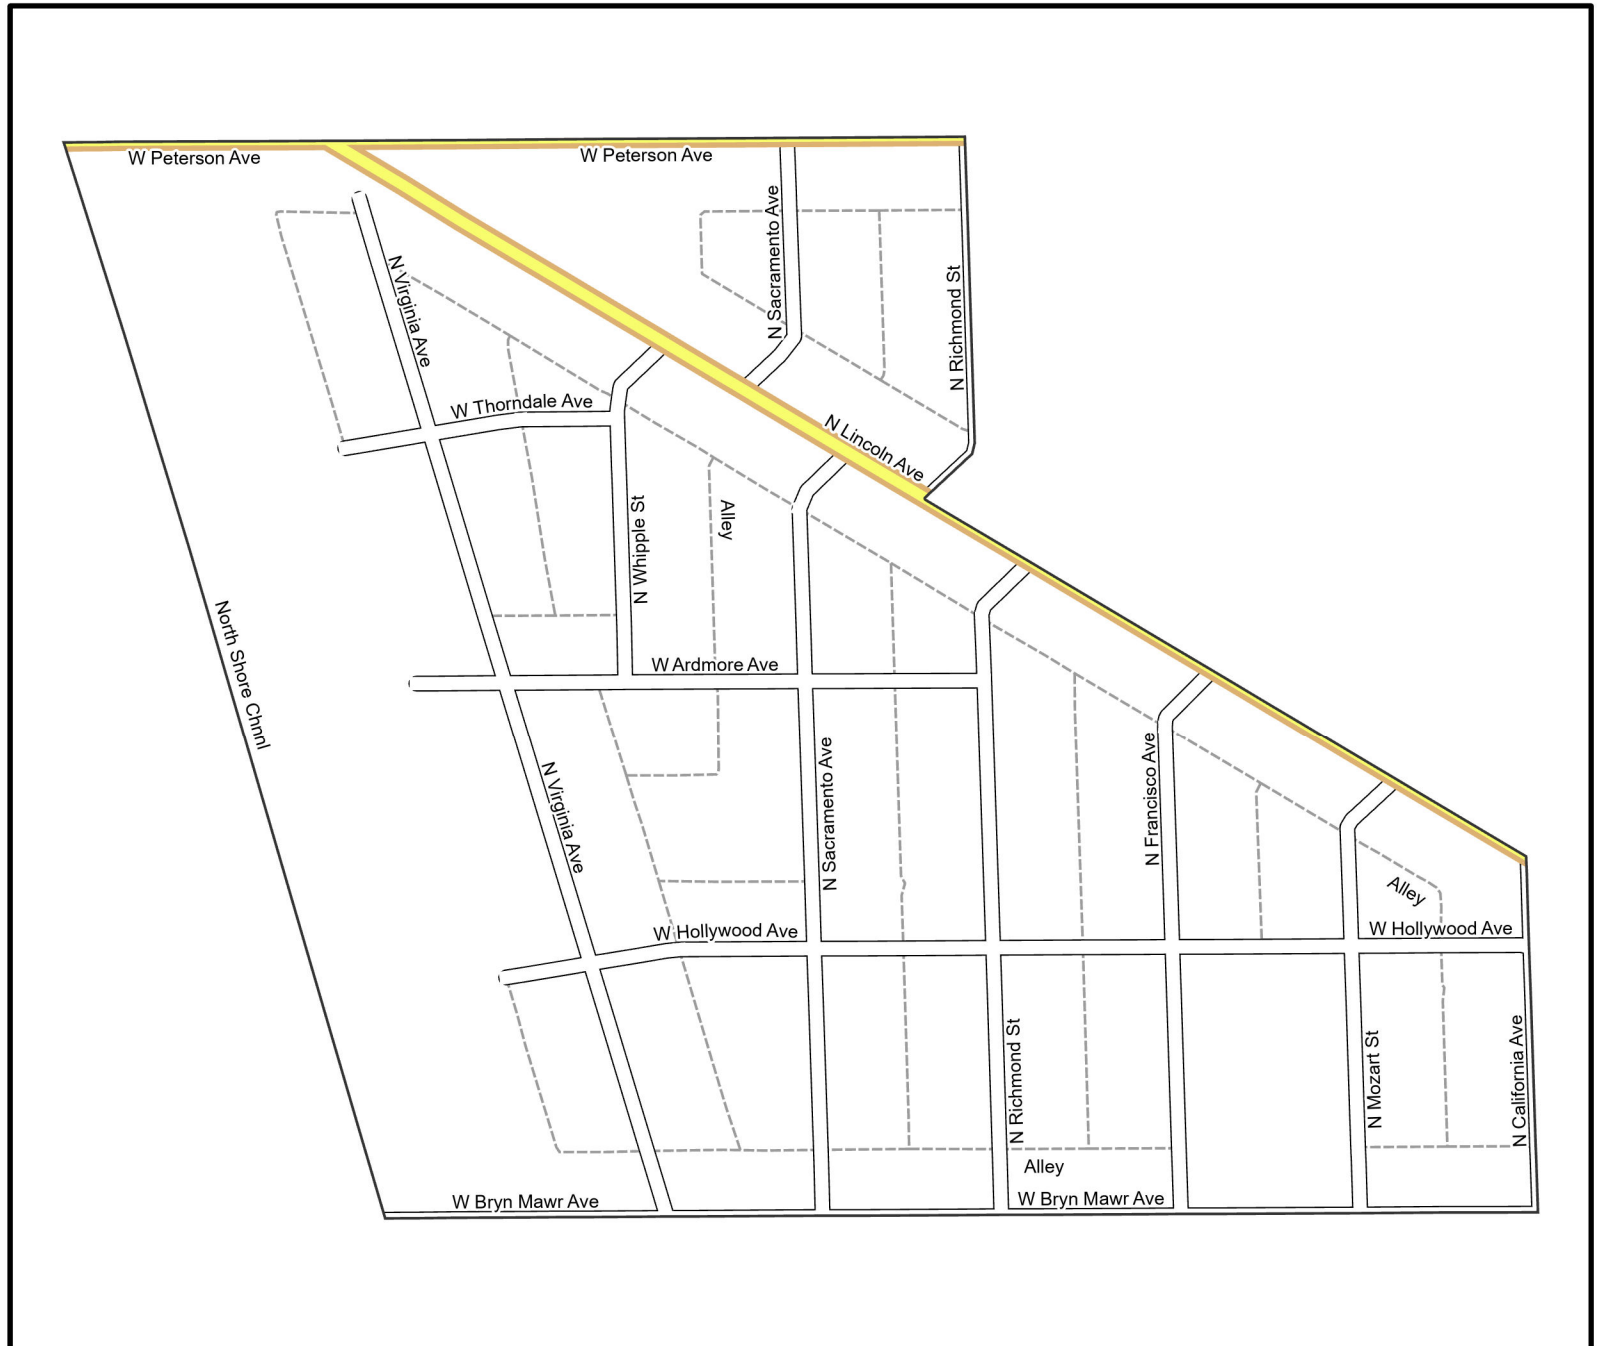 W Peterson Ave
W Peterson Ave
N Sacramento Ave
N Virginia Ave
N Richmond St
W Thorndale Ave
N Lincoln Ave
N Whipple St
Alley
North Shore Chnnl
W Ardmore Ave
N Virginia Ave
N Sacramento Ave
N Francisco Ave
Alley
W Hollywood Ave
W Hollywood Ave
N Richmond St
N Mozart St
N California Ave
Alley
W Bryn Mawr Ave
W Bryn Mawr Ave